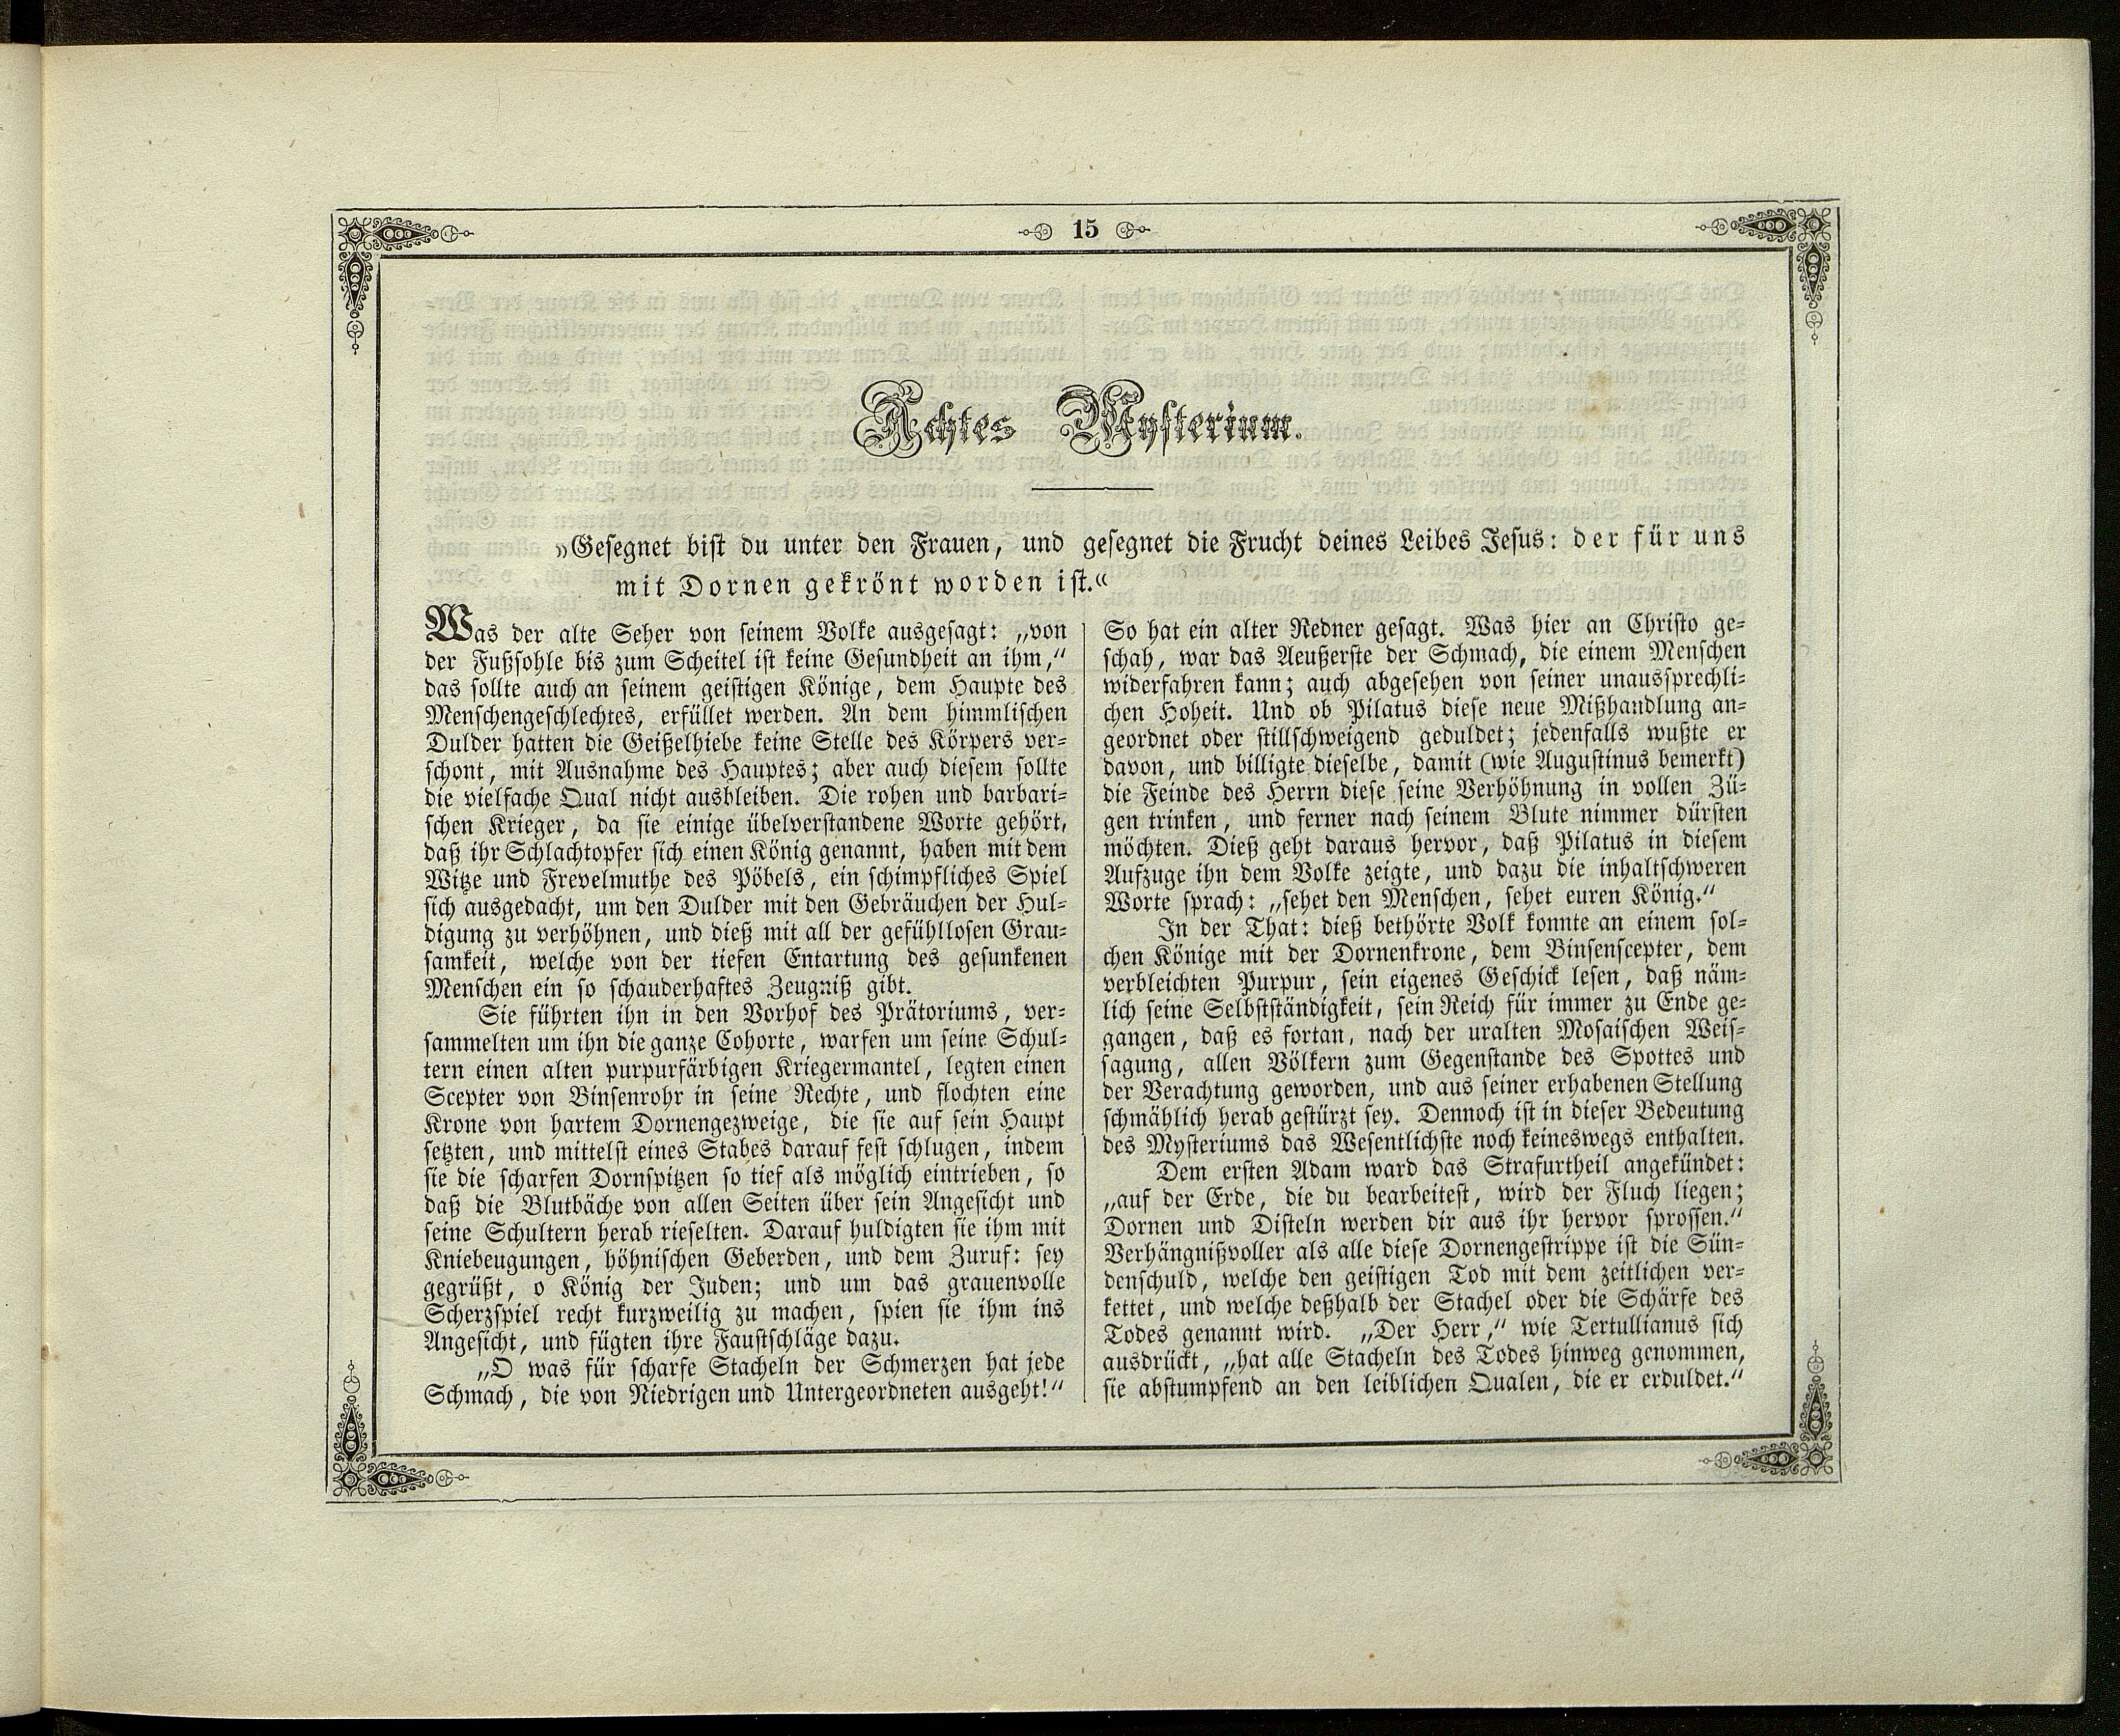 15
Achtes Mysterium.
»Gesegnet bist du unter den Frauen, und gesegnet die Frucht deines Leibes Jesus: der für uns
mit Dornen gekrönt worden ist.“
Was der alte Seher von seinem Volke ausgesagt: „von
der Fußsohle bis zum Scheitel ist keine Gesundheit an ihm,“
das sollte auch an seinem geistigen Könige, dem Haupte des
Menschengeschlechtes, erfüllet werden. An dem himmlischen
Dulder hatten die Geißelhiebe keine Stelle des Körpers ver-
schont, mit Ausnahme des Hauptes; aber auch diesem sollte
die vielfache Qual nicht ausbleiben. Die rohen und barbari-
schen Krieger, da sie einige übelverstandene Worte gehört,
daß ihr Schlachtopfer sich einen König genannt, haben mit dem
Witze und Frevelmuthe des Pöbels, ein schimpfliches Spiel
sich ausgedacht, um den Dulder mit den Gebräuchen der Hul-
digung zu verhöhnen, und dieß mit all der gefühllosen Grau-
samkeit, welche von der tiefen Entartung des gesunkenen
Menschen ein so schauderhaftes Zeugniß gibt.
Sie führten ihn in den Vorhof des Prätoriums, ver-
sammelten um ihn die ganze Cohorte, warfen um seine Schul-
tern einen alten purpurfärbigen Kriegermantel, legten einen
Scepter von Binsenrohr in seine Rechte, und flochten eine
Krone von hartem Dornengezweige, die sie auf sein Haupt
setzten, und mittelst eines Stabes darauf fest schlugen, indem
sie die scharfen Dornspitzen so tief als möglich eintrieben, so
daß die Blutbäche von allen Seiten über sein Angesicht und
seine Schultern herab rieselten. Darauf huldigten sie ihm mit
Kniebeugungen, höhnischen Geberden, und dem Zuruf: sey
gegrüßt, o König der Juden; und um das grauenvolle
Scherzspiel recht kurzweilig zu machen, spien sie ihm ins
Angesicht, und fügten ihre Faustschläge dazu.
„O was für scharfe Stacheln der Schmerzen hat jede
Schmach, die von Niedrigen und Untergeordneten ausgeht!“
So hat ein alter Redner gesagt. Was hier an Christo ge-
schah, war das Aeußerste der Schmach, die einem Menschen
widerfahren kann; auch abgesehen von seiner unaussprechli-
chen Hoheit. Und ob Pilatus diese neue Mißhandlung an-
geordnet oder stillschweigend geduldet; jedenfalls wußte er
davon, und billigte dieselbe, damit (wie Augustinus bemerkt)
die Feinde des Herrn diese seine Verhöhnung in vollen Zü-
gen trinken, und ferner nach seinem Blute nimmer dürsten
möchten. Dieß geht daraus hervor, daß Pilatus in diesem
Aufzuge ihn dem Volke zeigte, und dazu die inhaltschweren
Worte sprach: „sehet den Menschen, sehet euren König.“
In der That: dieß bethörte Volk konnte an einem sol-
chen Könige mit der Dornenkrone, dem Binsenscepter, dem
verbleichten Purpur, sein eigenes Geschick lesen, daß näm-
lich seine Selbstständigkeit, sein Reich für immer zu Ende ge-
gangen, daß es fortan, nach der uralten Mosaischen Weis-
sagung, allen Völkern zum Gegenstande des Spottes und
der Verachtung geworden, und aus seiner erhabenen Stellung
schmählich herab gestürzt sey. Dennoch ist in dieser Bedeutung
des Mysteriums das Wesentlichste noch keineswegs enthalten.
Dem ersten Adam ward das Strafurtheil angekündet:
„auf der Erde, die du bearbeitest, wird der Fluch liegen;
Dornen und Disteln werden dir aus ihr hervor sprossen.“
Verhängnißvoller als alle diese Dornengestrippe ist die Sün-
denschuld, welche den geistigen Tod mit dem zeitlichen ver-
kettet, und welche deßhalb der Stachel oder die Schärfe des
Todes genannt wird. „Der Herr,“ wie Tertullianus sich
ausdrückt, „hat alle Stacheln des Todes hinweg genommen,
sie abstumpfend an den leiblichen Qualen, die er erduldet.“